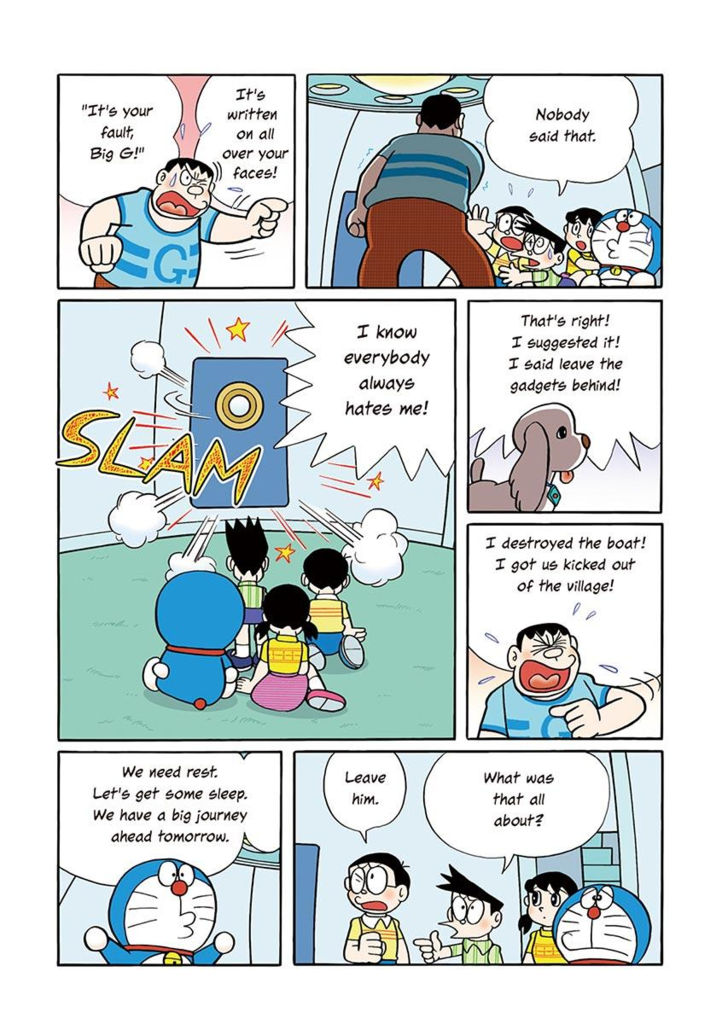 Nobody
said that.
It's
written
on all
over your
faces!
"It's your
fault,
Big G!"
G
That's right!
I suggested it!
I said leave the
gadgets behind!
I destroyed the boat!
I got us kicked out
of the village!
G
I know
everybody
always
hates me!
SLAM
What was
that all
about?
Leave
him.
We need rest.
Let's get some sleep.
We have a big journey
ahead tomorrow.